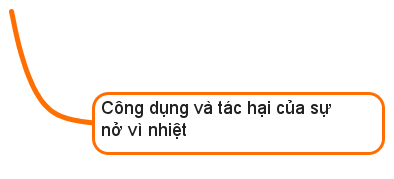 Công dụng và tác hại của sự
nở vì nhiệt